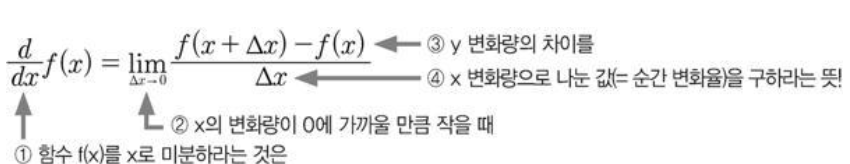 d/dx f(x) = lim Δx→0 f(x + Δx) − f(x) / Δx
③ y 변화량의 차이를
④ x 변화량으로 나눈 값(= 순간 변화율)을 구하라는 뜻!
② x의 변화량이 0에 가까울 만큼 작을 때
① 함수 f(x)를 x로 미분하라는 것은